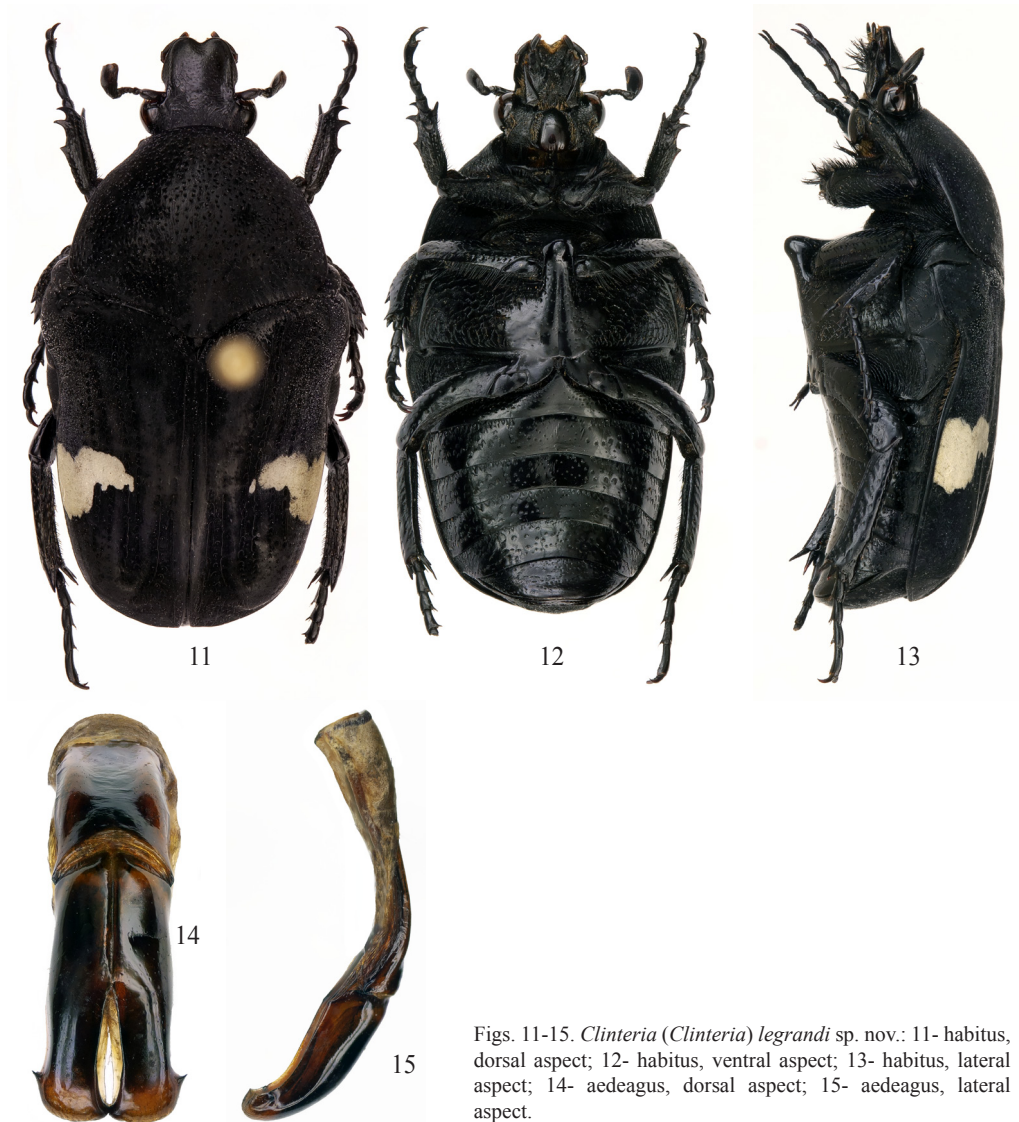 11
12
13
14
15
Figs. 11-15. Clinteria (Clinteria) legrandi sp. nov.: 11- habitus,
dorsal aspect; 12- habitus, ventral aspect; 13- habitus, lateral
aspect; 14- aedeagus, dorsal aspect; 15- aedeagus, lateral
aspect.